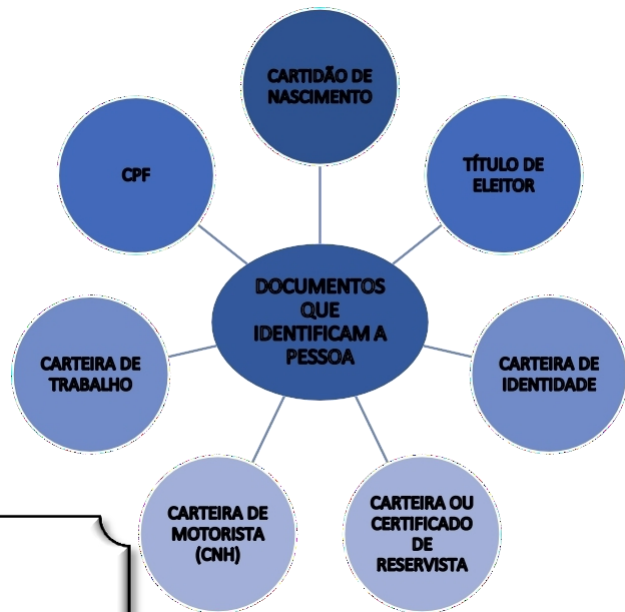 CARTIDÃO DE
NASCIMENTO
CPF
TÍTULO DE
ELEITOR
DOCUMENTOS
QUE
IDENTIFICAM A
PESSOA
CARTEIRA DE
TRABALHO
CARTEIRA DE
IDENTIDADE
CARTEIRA DE
MOTORISTA
(CNH)
CARTEIRA OU
CERTIFICADO
DE
RESERVISTA